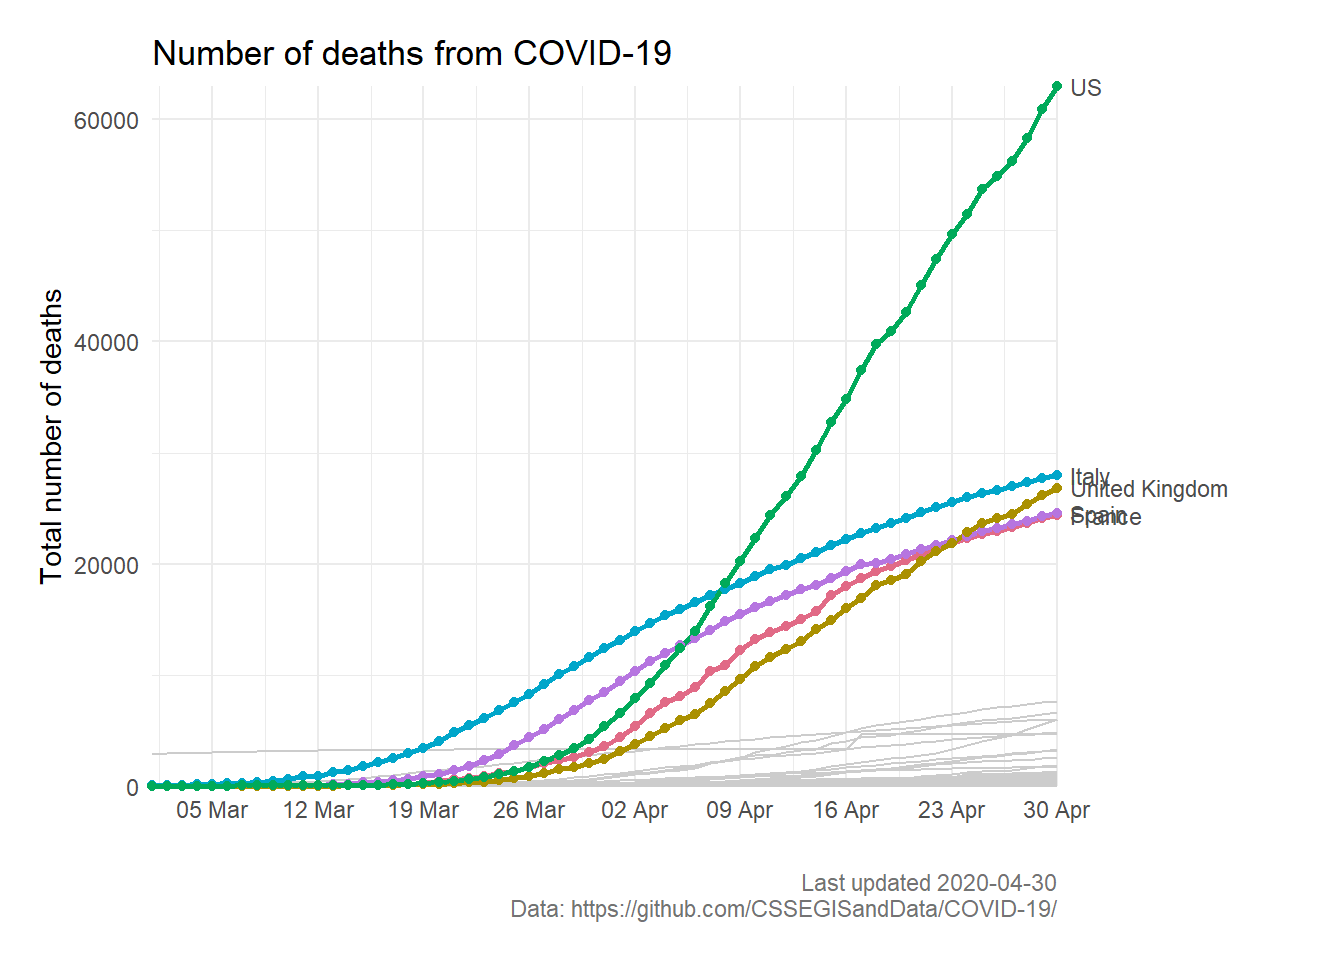 Number of deaths from COVID-19
Total number of deaths
60000
40000
20000
0
05 Mar
12 Mar
19 Mar
26 Mar
02 Apr
09 Apr
16 Apr
23 Apr
30 Apr
US
Italy
United Kingdom
Spain
France
Last updated 2020-04-30
Data: https://github.com/CSSEGISandData/COVID-19/